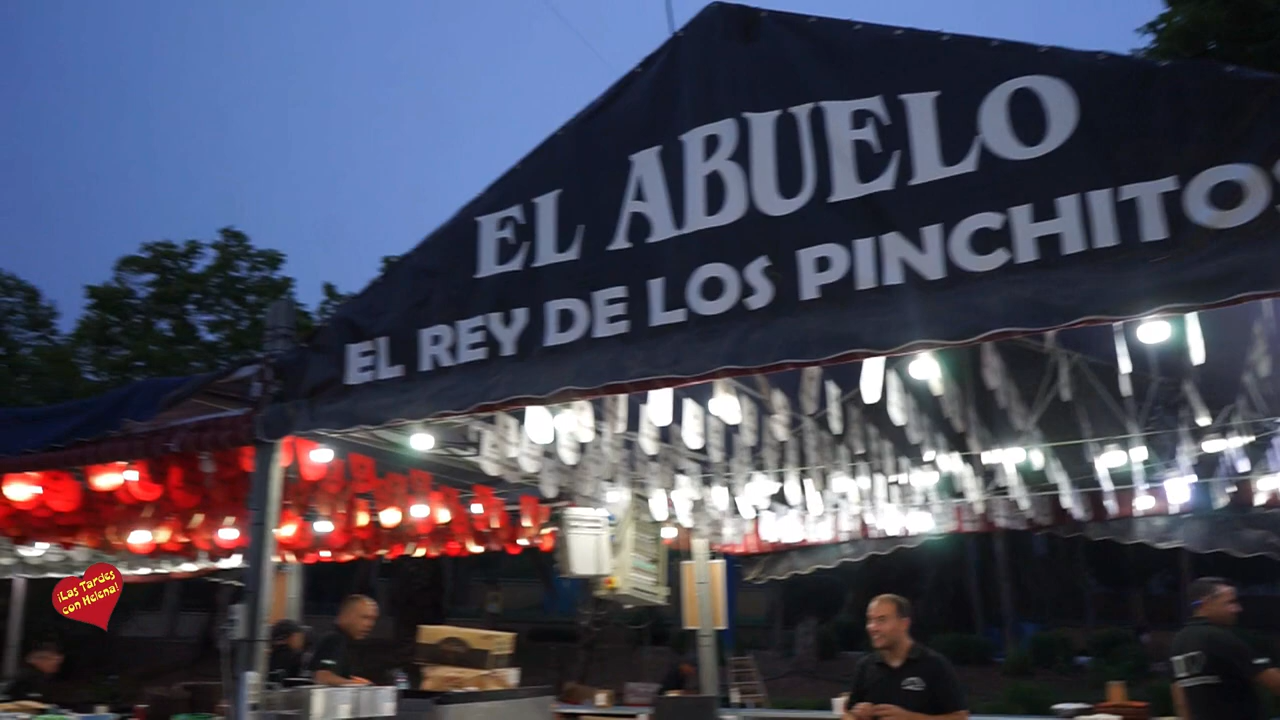 EL ABUELO
EL REY DE LOS PINCHITOS
¡Las Tardes
con Helena!